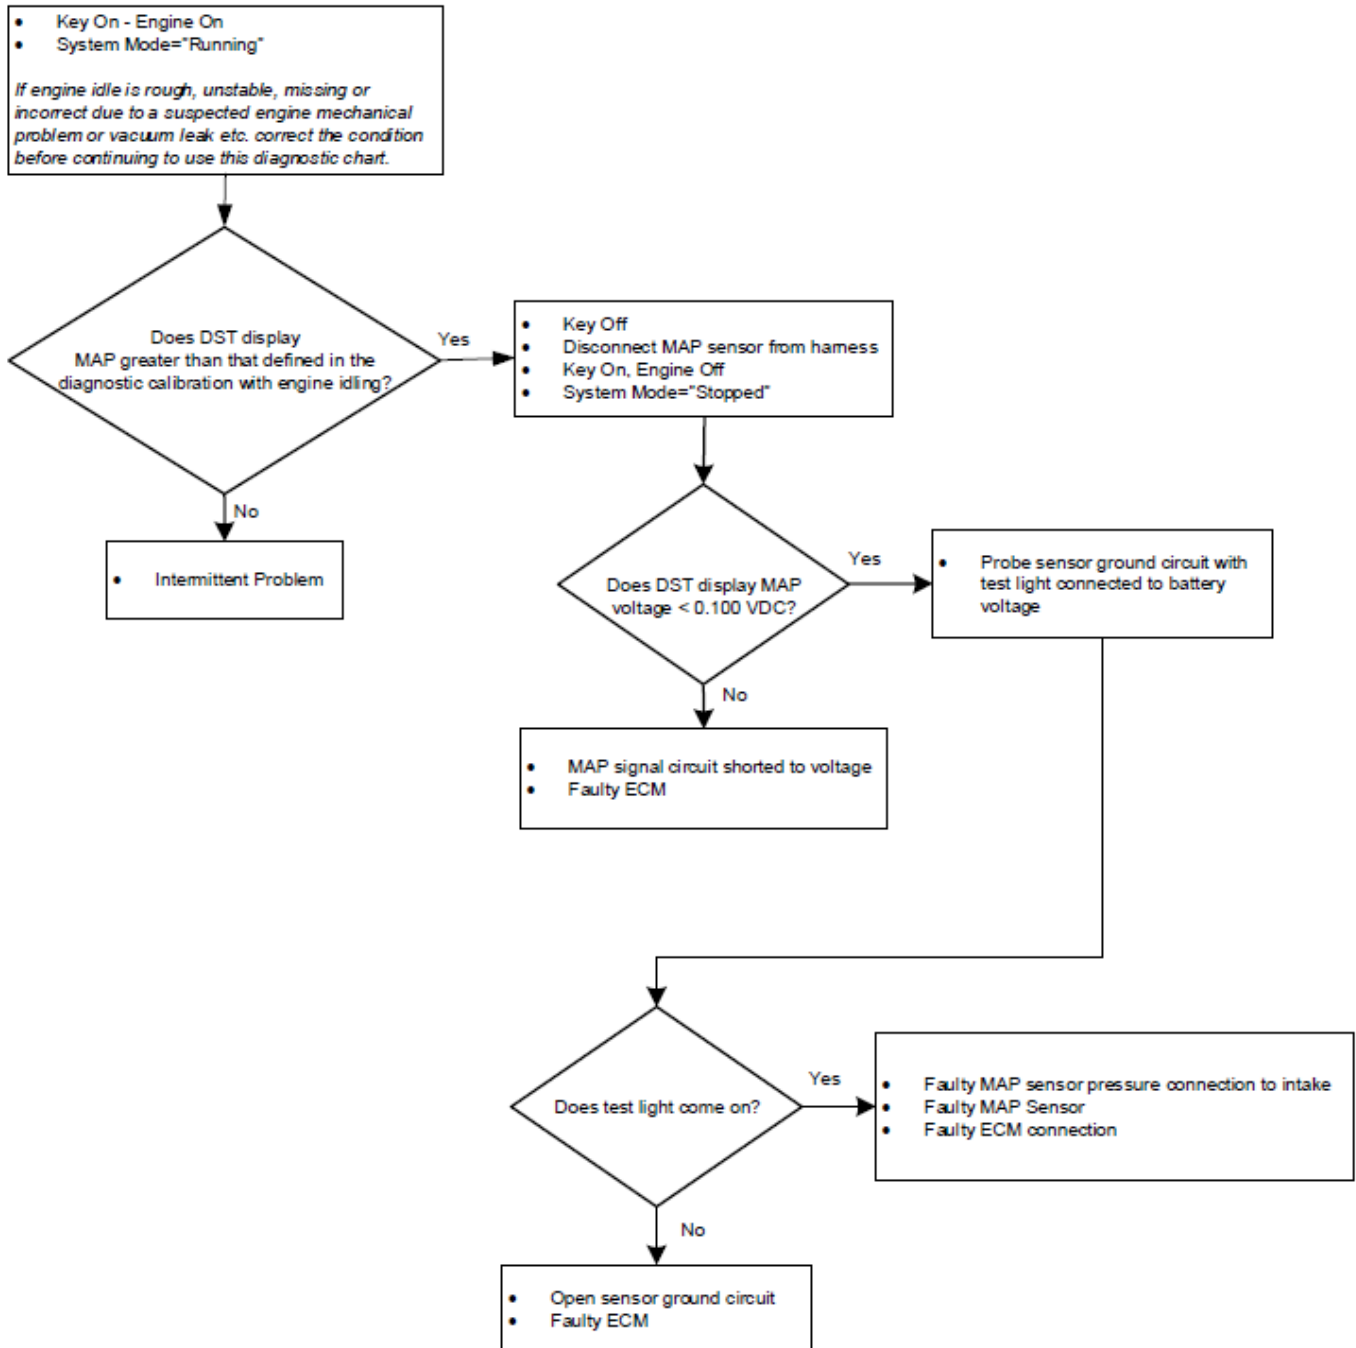 • Key On - Engine On
• System Mode="Running"
If engine idle is rough, unstable, missing or
incorrect due to a suspected engine mechanical
problem or vacuum leak etc. correct the condition
before continuing to use this diagnostic chart.
Does DST display
MAP greater than that defined in the
diagnostic calibration with engine idling?
Yes
No
• Intermittent Problem
• Key Off
• Disconnect MAP sensor from harness
• Key On, Engine Off
• System Mode="Stopped"
Does DST display MAP
voltage < 0.100 VDC?
Yes
No
• Probe sensor ground circuit with
test light connected to battery
voltage
• MAP signal circuit shorted to voltage
• Faulty ECM
Does test light come on?
Yes
No
• Faulty MAP sensor pressure connection to intake
• Faulty MAP Sensor
• Faulty ECM connection
• Open sensor ground circuit
• Faulty ECM